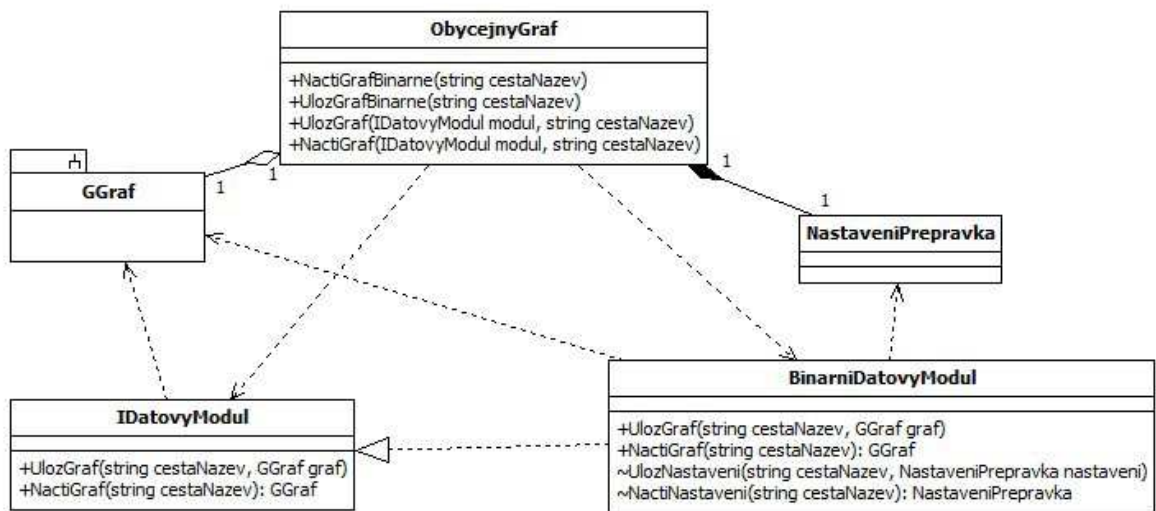 ObycejnyGraf
+NactiGrafBinarne(string cestaNazev)
+UlozGrafBinarne(string cestaNazev)
+UlozGraf(IDatovyModul modul, string cestaNazev)
+NactiGraf(IDatovyModul modul, string cestaNazev)
GGraf
1
1
1
1
NastaveniPrepravka
IDatovyModul
+UlozGraf(string cestaNazev, GGraf graf)
+NactiGraf(string cestaNazev): GGraf
BinarniDatovyModul
+UlozGraf(string cestaNazev, GGraf graf)
+NactiGraf(string cestaNazev): GGraf
~UlozNastaveni(string cestaNazev, NastaveniPrepravka nastaveni)
~NactiNastaveni(string cestaNazev): NastaveniPrepravka